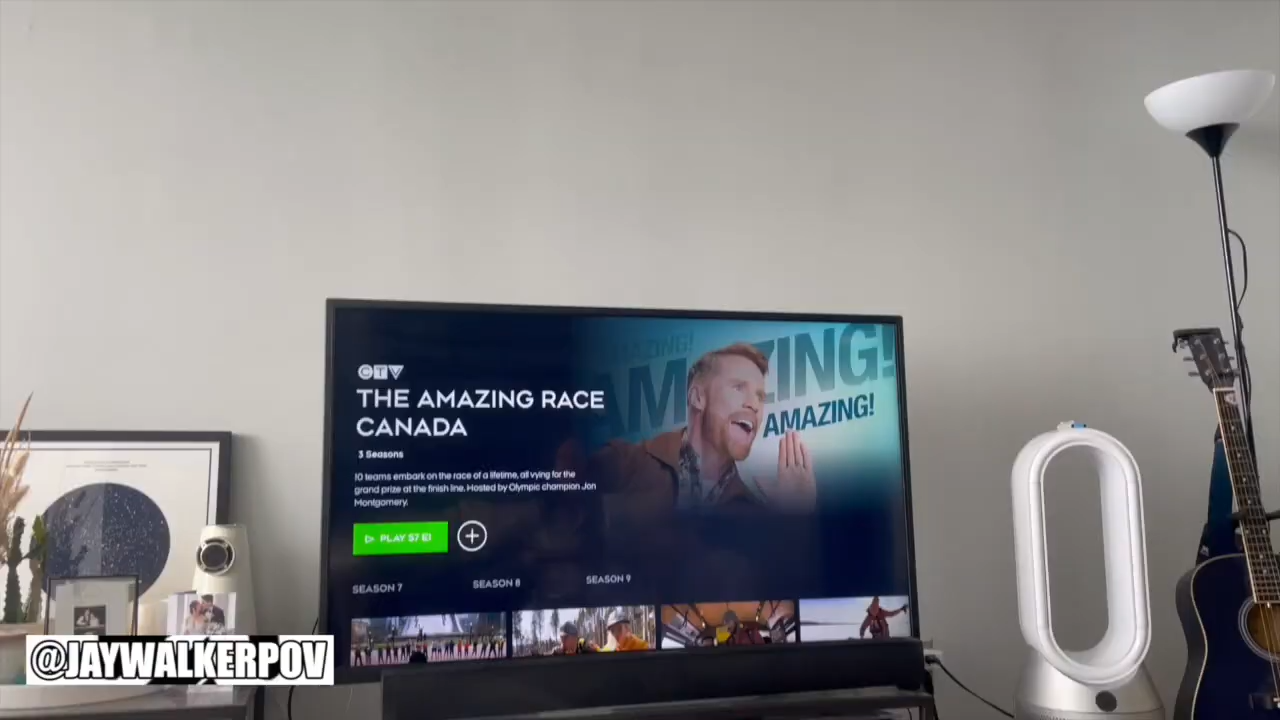 CTV
THE AMAZING RACE
CANADA
3 Seasons
10 teams embark on the race of a lifetime, all vying for the
grand prize at the finish line. Hosted by Olympic champion Jon
Montgomery.
PLAY S7 E1
SEASON 7
SEASON 8
SEASON 9
AMAZING!
AMAZING!
AMAZING!
@JAYWALKERPOV